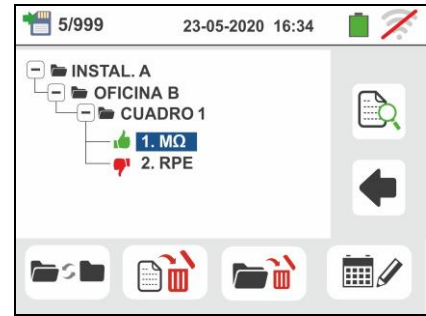 5/999 23-05-2020 16:34
INSTAL. A
OFICINA B
CUADRO 1
1. MΩ
2. RPE